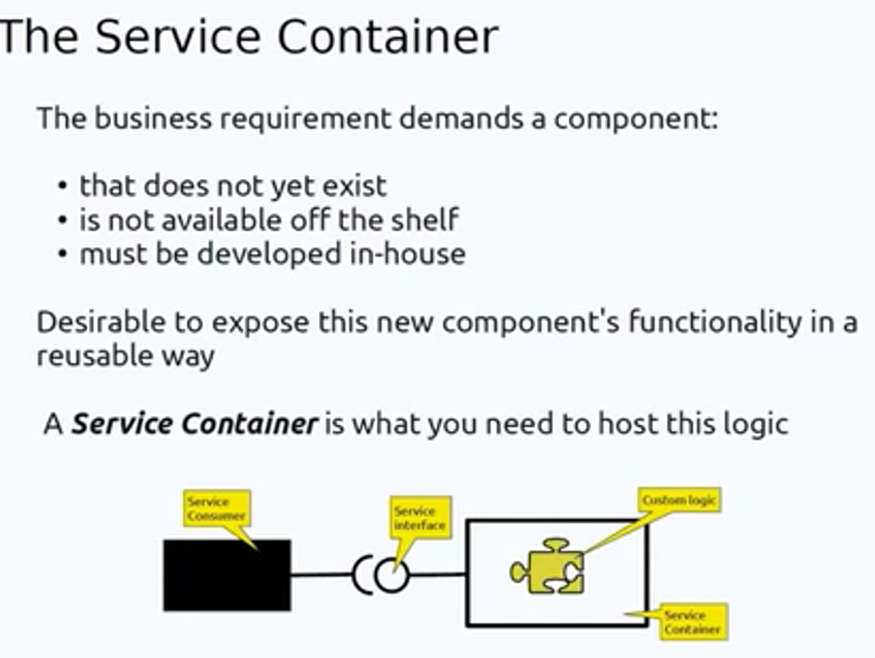 The Service Container
The business requirement demands a component:
• that does not yet exist
• is not available off the shelf
• must be developed in-house
Desirable to expose this new component's functionality in a
reusable way
A Service Container is what you need to host this logic
Service
Consumer
Service
interface
Custom logic
Service
Container